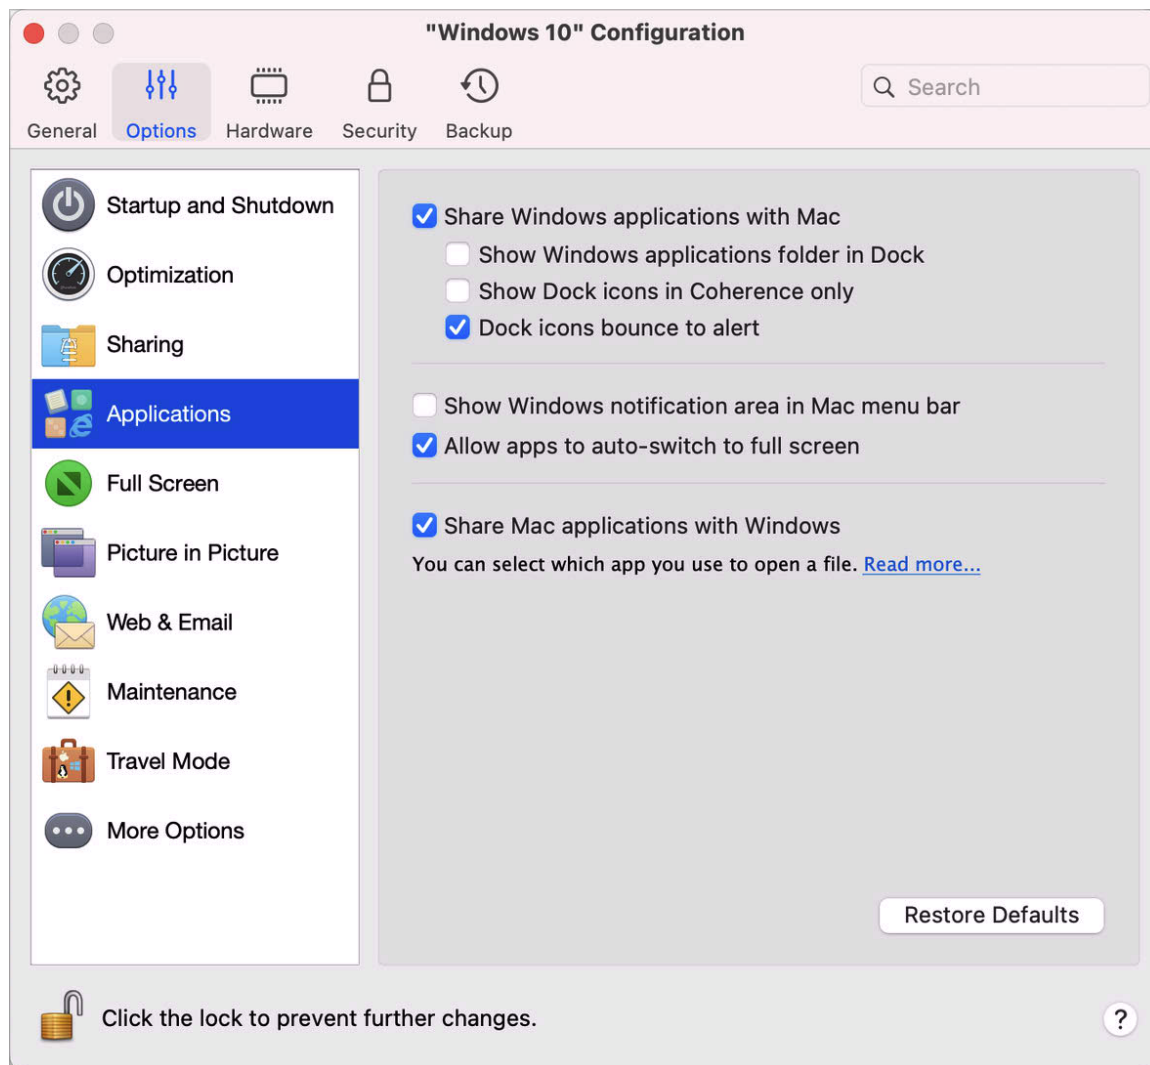 "Windows 10" Configuration
General
Options
Hardware
Security
Backup
Search
Startup and Shutdown
Optimization
Sharing
Applications
Full Screen
Picture in Picture
Web & Email
Maintenance
Travel Mode
More Options
Share Windows applications with Mac
Show Windows applications folder in Dock
Show Dock icons in Coherence only
Dock icons bounce to alert
Show Windows notification area in Mac menu bar
Allow apps to auto-switch to full screen
Share Mac applications with Windows
You can select which app you use to open a file. Read more...
Restore Defaults
Click the lock to prevent further changes.
?